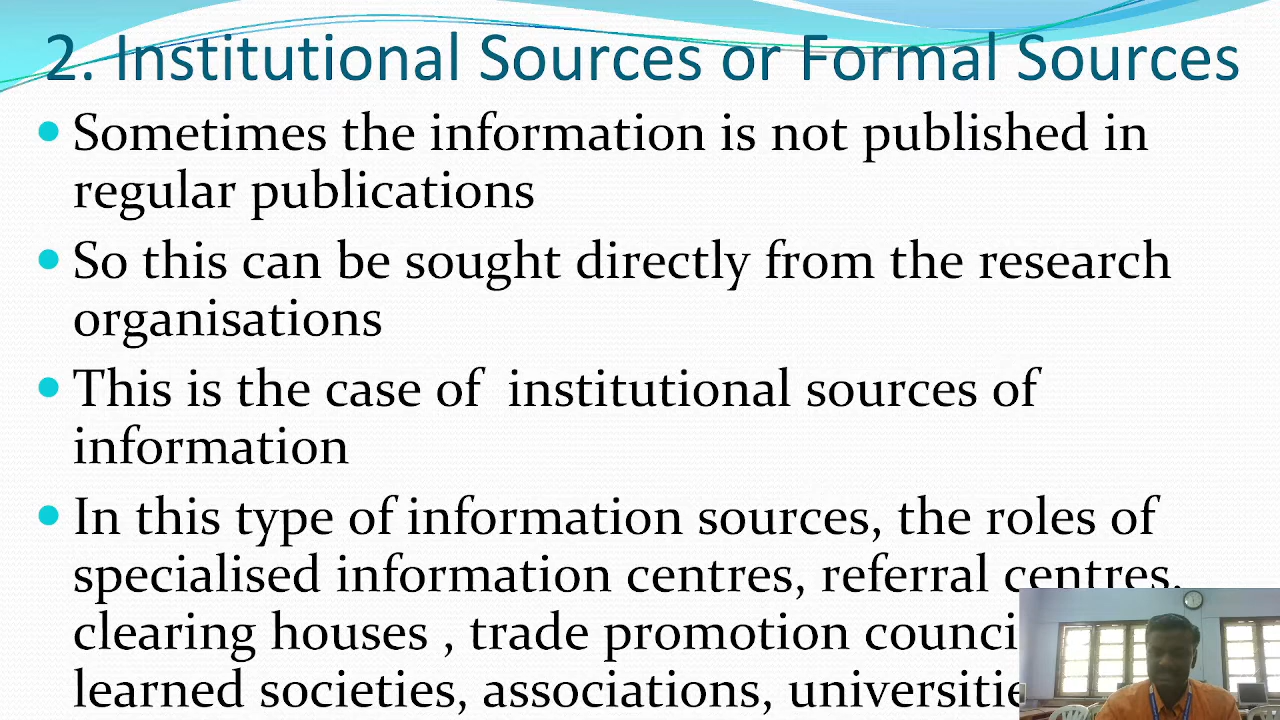 2. Institutional Sources or Formal Sources
• Sometimes the information is not published in
regular publications
• So this can be sought directly from the research
organisations
• This is the case of  institutional sources of
information
• In this type of information sources, the roles of
specialised information centres, referral centres,
clearing houses , trade promotion
learned societies, associations,